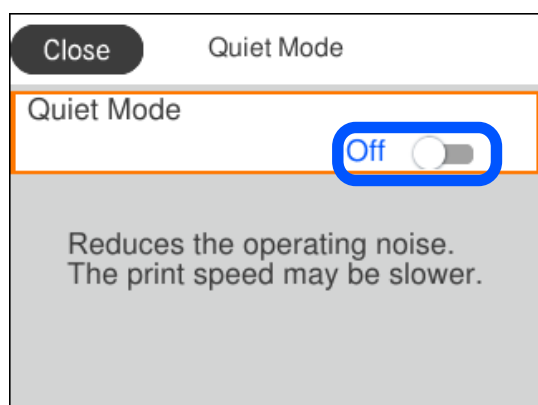 Close
Quiet Mode
Quiet Mode
Off
Reduces the operating noise.
The print speed may be slower.